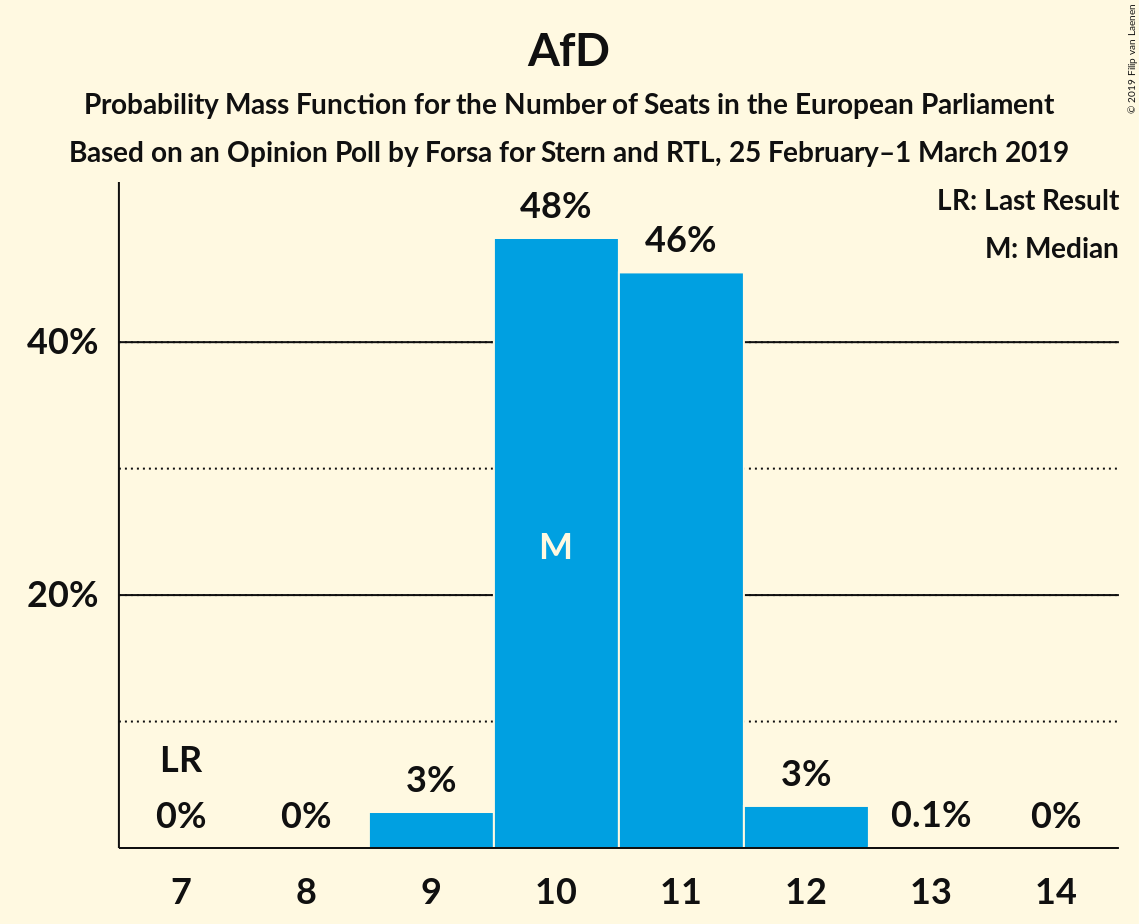 AfD
Probability Mass Function for the Number of Seats in the European Parliament
Based on an Opinion Poll by Forsa for Stern and RTL, 25 February–1 March 2019
© 2019 Filip van Laenen
LR: Last Result
M: Median
48%
46%
40%
M
20%
LR
0%
0%
3%
3%
0.1%
0%
7 8 9 10 11 12 13 14